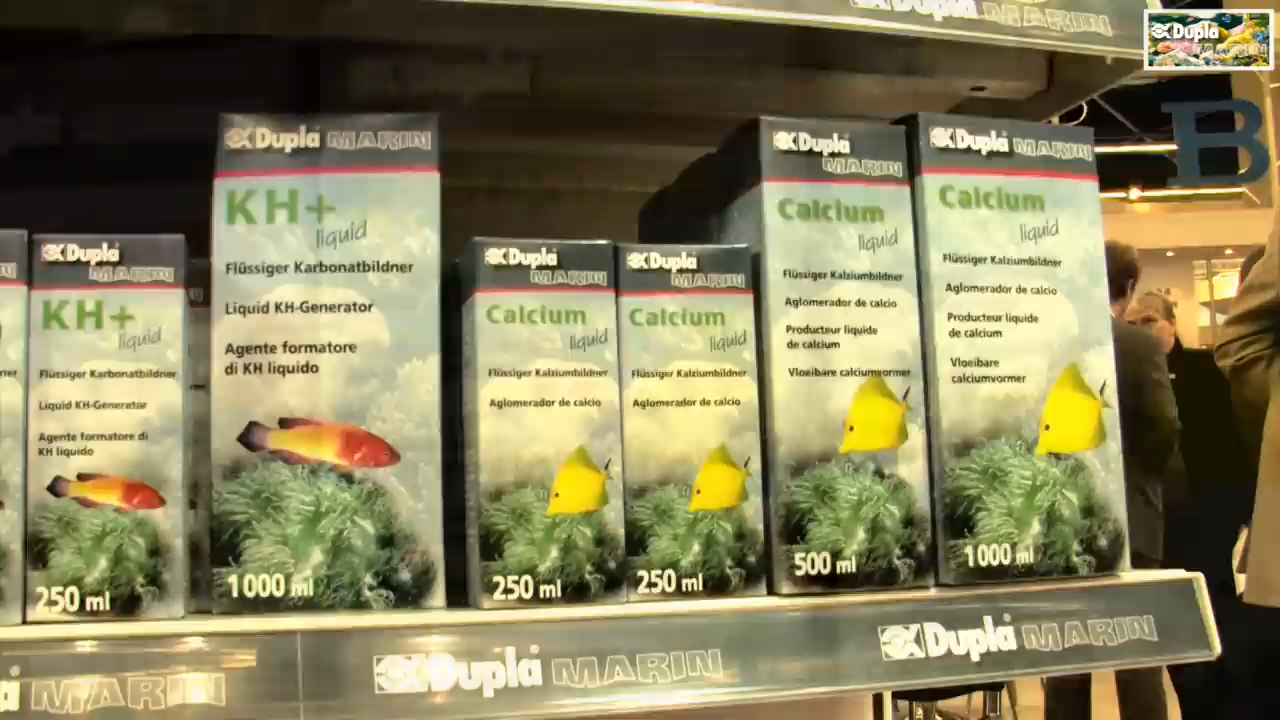 Dupla MARIN
Dupla
MARIN
B
Dupla
MARIN
KH+
liquid
Flüssiger Karbonatbildner
Liquid KH-Generator
Agente formatore di
KH liquido
250 ml
Dupla MARIN
KH+
liquid
Flüssiger Karbonatbildner
Liquid KH-Generator
Agente formatore
di KH liquido
1000 ml
Dupla
MARIN
Calcium
liquid
Flüssiger Kalziumbildner
Aglomerador de calcio
250 ml
Dupla
MARIN
Calcium
liquid
Flüssiger Kalziumbildner
Aglomerador de calcio
250 ml
Dupla
MARIN
Calcium
liquid
Flüssiger Kalziumbildner
Aglomerador de calcio
Producteur liquide
de calcium
Vloeibare calciumvormer
500 ml
Dupla MARIN
Calcium
liquid
Flüssiger Kalziumbildner
Aglomerador de calcio
Producteur liquide
de calcium
Vloeibare
calciumvormer
1000 ml
MARIN
Dupla MARIN
Dupla MARIN